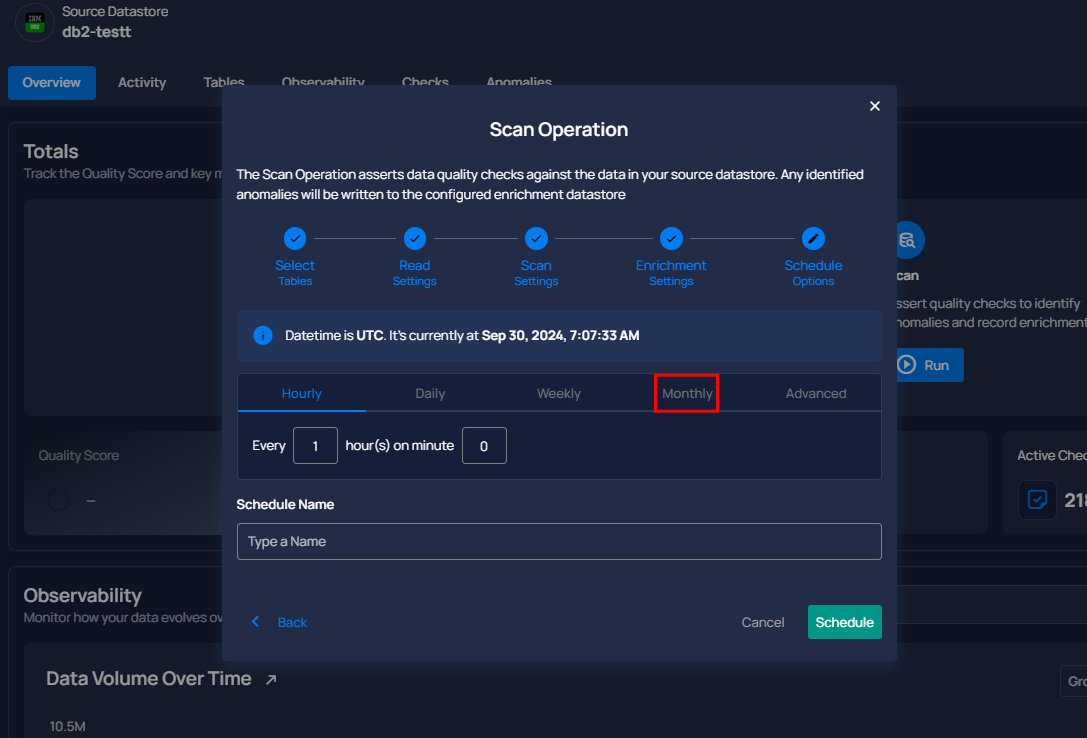 Source Datastore
IBM
DB2
db2-testt
Overview Activity Tables Observability Checks Anomalies
Scan Operation
Totals
Track the Quality Score and key
The Scan Operation asserts data quality checks against the data in your source datastore. Any identified
anomalies will be written to the configured enrichment datastore
Select Read Scan Enrichment Schedule
Tables Settings Settings Settings Options
can
ssert quality checks to identify
nomalies and record enrichment
Run
Datetime is UTC. It's currently at Sep 30, 2024, 7:07:33 AM
Hourly Daily Weekly Monthly Advanced
Every 1 hour(s) on minute 0
Quality Score
–
Active Chec
218
Schedule Name
Type a Name
Observability
Monitor how your data evolves ov
Back Cancel Schedule
Data Volume Over Time
Gro
10.5M